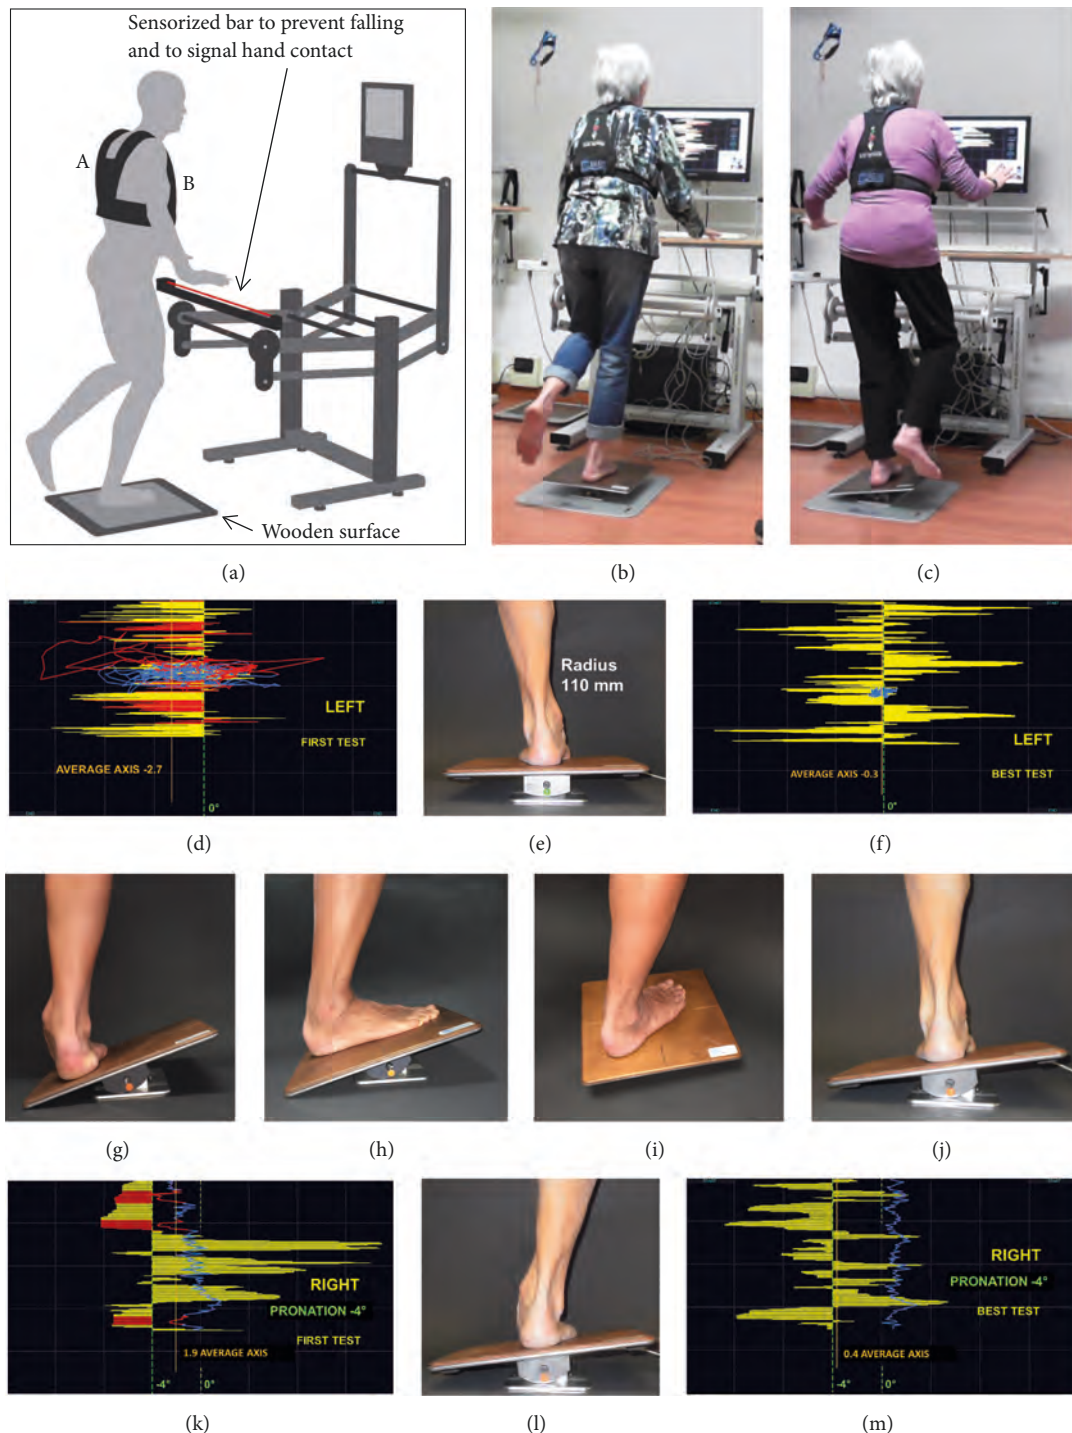 Sensorized bar to prevent falling
and to signal hand contact
A
B
Wooden surface
(a)
(b)
(c)
LEFT
FIRST TEST
AVERAGE AXIS -2.7
0°
(d)
Radius
110 mm
(e)
LEFT
AVERAGE AXIS -0.3
BEST TEST
0°
(f)
(g)
(h)
(i)
(j)
RIGHT
PRONATION -4°
FIRST TEST
1.9 AVERAGE AXIS
-4°
0°
(k)
(l)
RIGHT
PRONATION -4°
BEST TEST
0.4 AVERAGE AXIS
-4°
0°
(m)